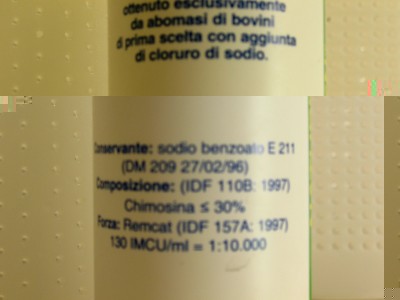 ottenuto esclusivamente
da abomasi di bovini
di prima scelta con aggiunta
di cloruro di sodio.
Conservante: sodio benzoato E 211
(DM 209 27/02/96)
Composizione: (IDF 110B: 1997)
Chimosina ≤ 30%
Forza: Remcat (IDF 157A: 1997)
130 IMCU/ml = 1:10.000